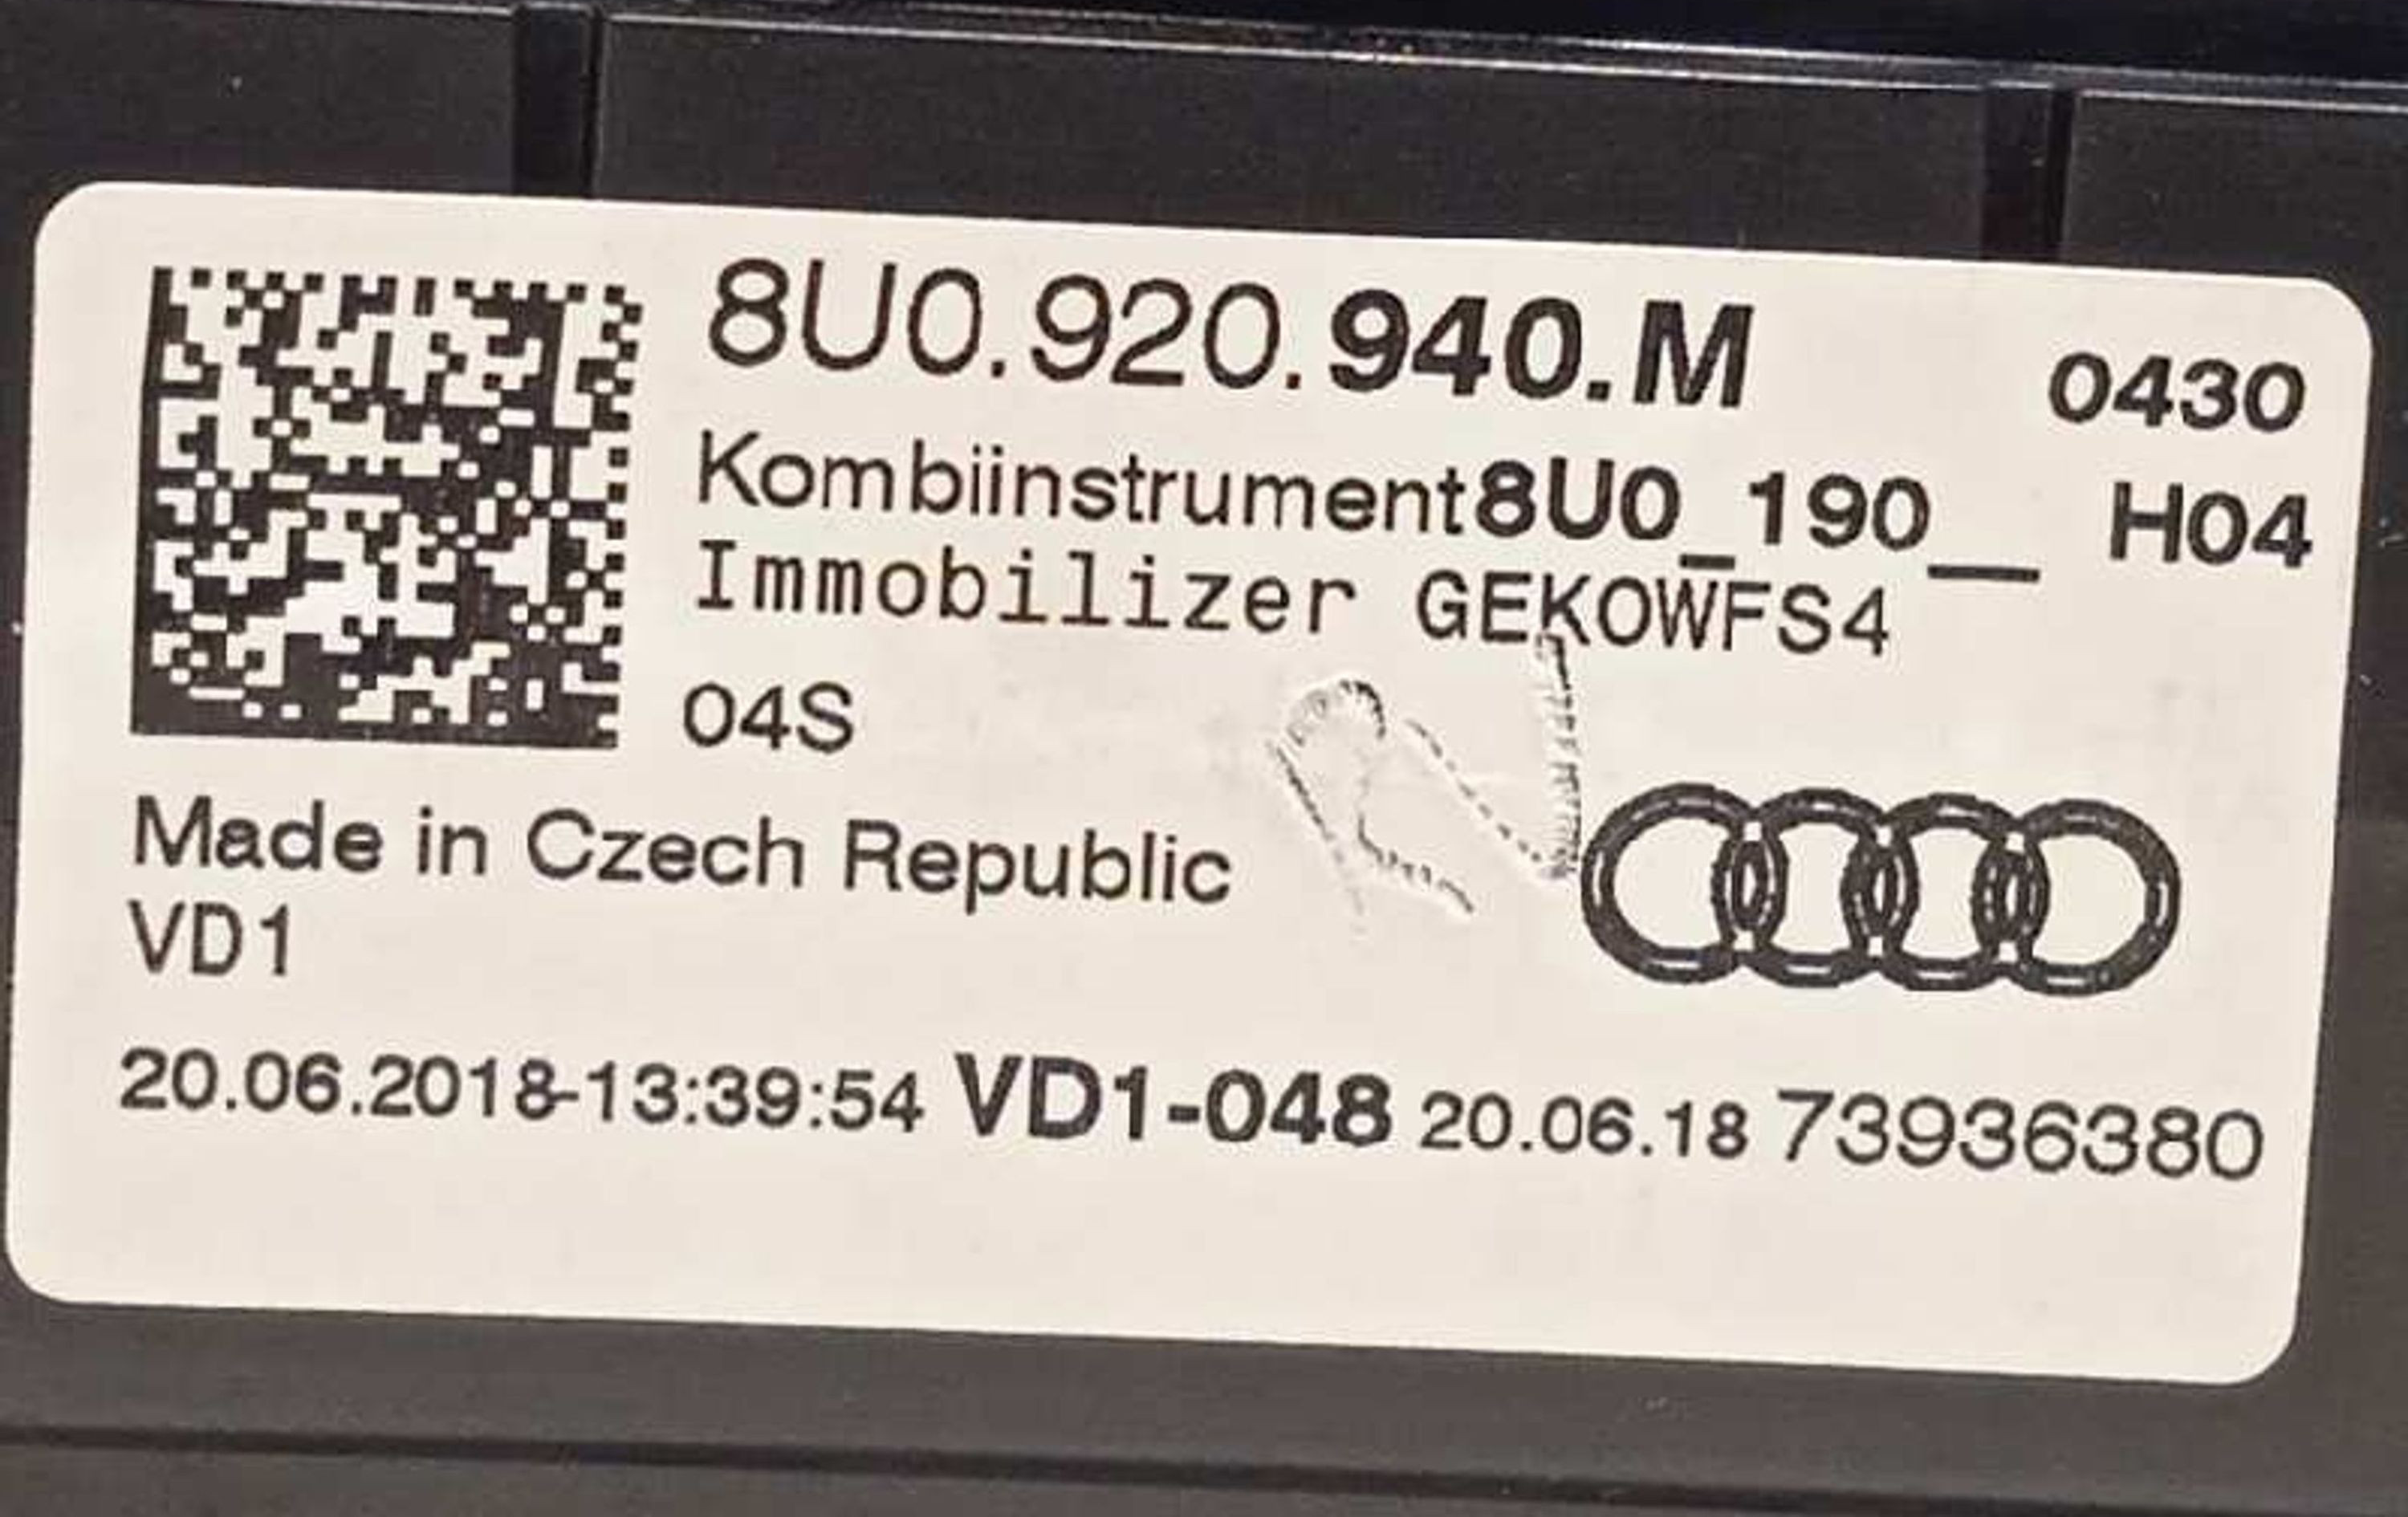 8U0.920.940.M 0430
Kombiinstrument8U0_190__ H04
Immobilizer GEKOWFS4
04S
Made in Czech Republic
VD1
20.06.2018-13:39:54 VD1-048 20.06.18 73936380